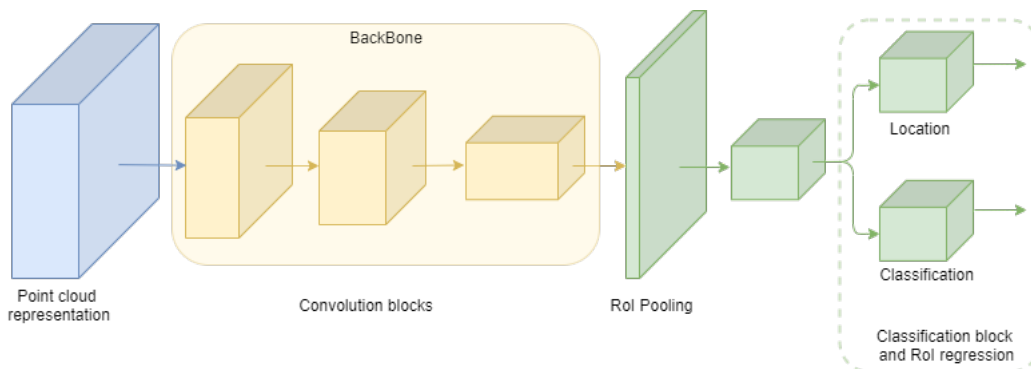 BackBone
Location
Classification
Point cloud
representation
Convolution blocks
RoI Pooling
Classification block
and RoI regression